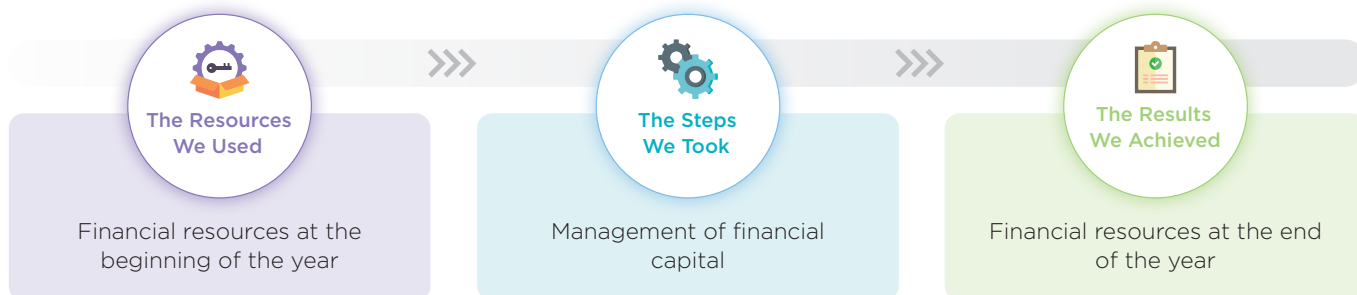 The Resources
We Used
Financial resources at the
beginning of the year
The Steps
We Took
Management of financial
capital
The Results
We Achieved
Financial resources at the end
of the year